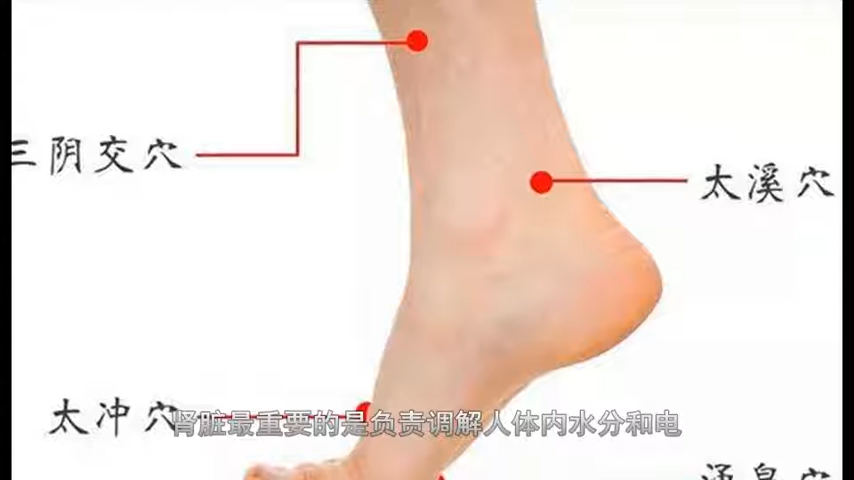 三阴交穴
太溪穴
太冲穴
肾脏最重要的是负责调解人体内水分和电